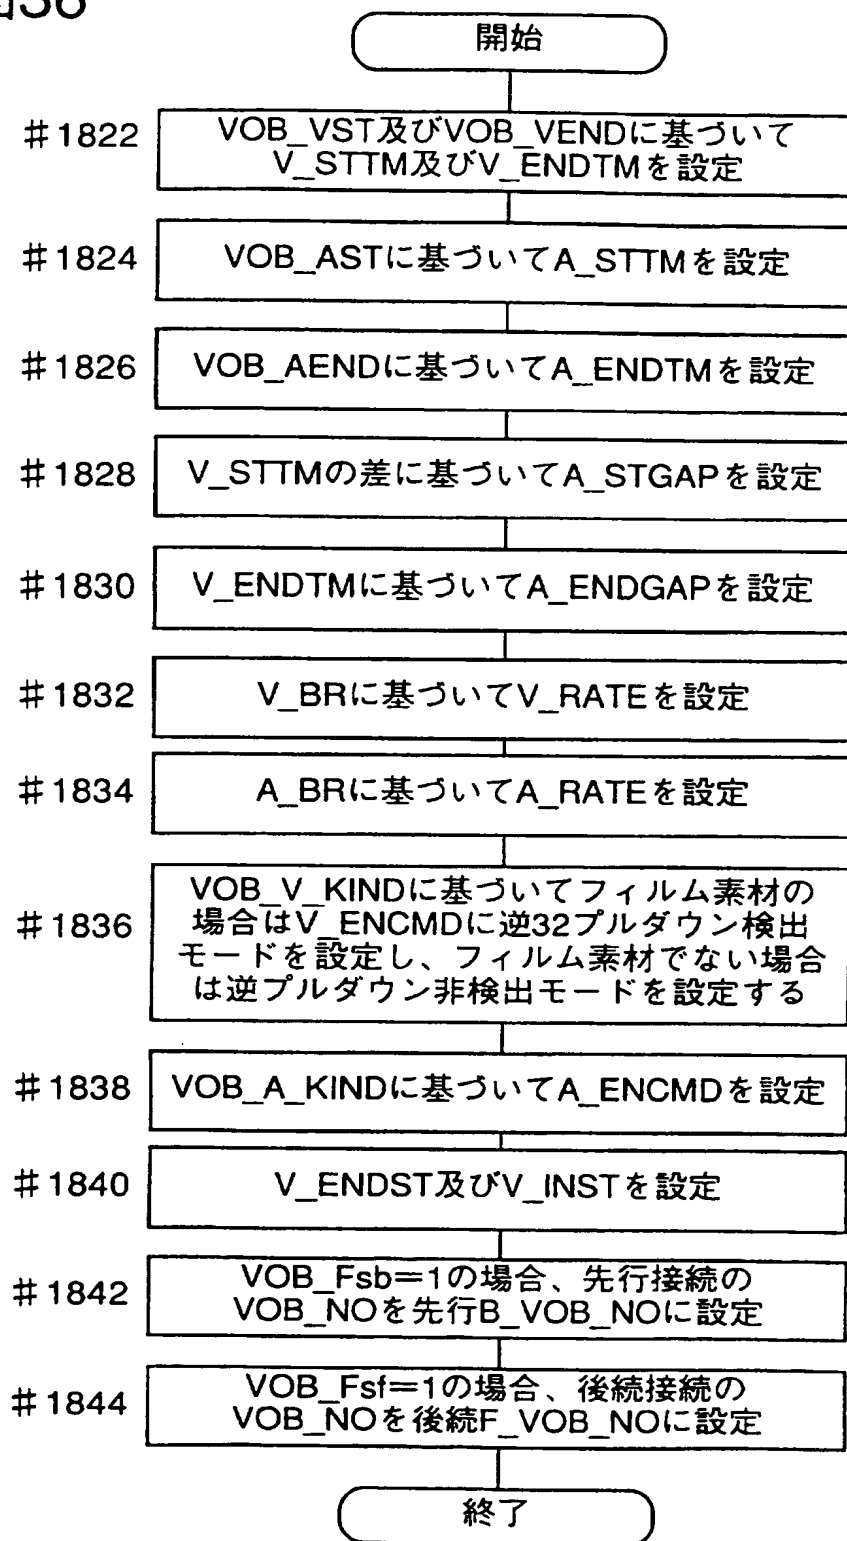 図36
開始
#1822
VOB_VST及びVOB_VENDに基づいて
V_STTM及びV_ENDTMを設定
#1824
VOB_ASTに基づいてA_STTMを設定
#1826
VOB_AENDに基づいてA_ENDTMを設定
#1828
V_STTMの差に基づいてA_STGAPを設定
#1830
V_ENDTMに基づいてA_ENDGAPを設定
#1832
V_BRに基づいてV_RATEを設定
#1834
A_BRに基づいてA_RATEを設定
#1836
VOB_V_KINDに基づいてフィルム素材の
場合はV_ENCMDに逆32プルダウン検出
モードを設定し、フィルム素材でない場合
は逆プルダウン非検出モードを設定する
#1838
VOB_A_KINDに基づいてA_ENCMDを設定
#1840
V_ENDST及びV_INSTを設定
#1842
VOB_Fsb=1の場合、先行接続の
VOB_NOを先行B_VOB_NOに設定
#1844
VOB_Fsf=1の場合、後続接続の
VOB_NOを後続F_VOB_NOに設定
終了